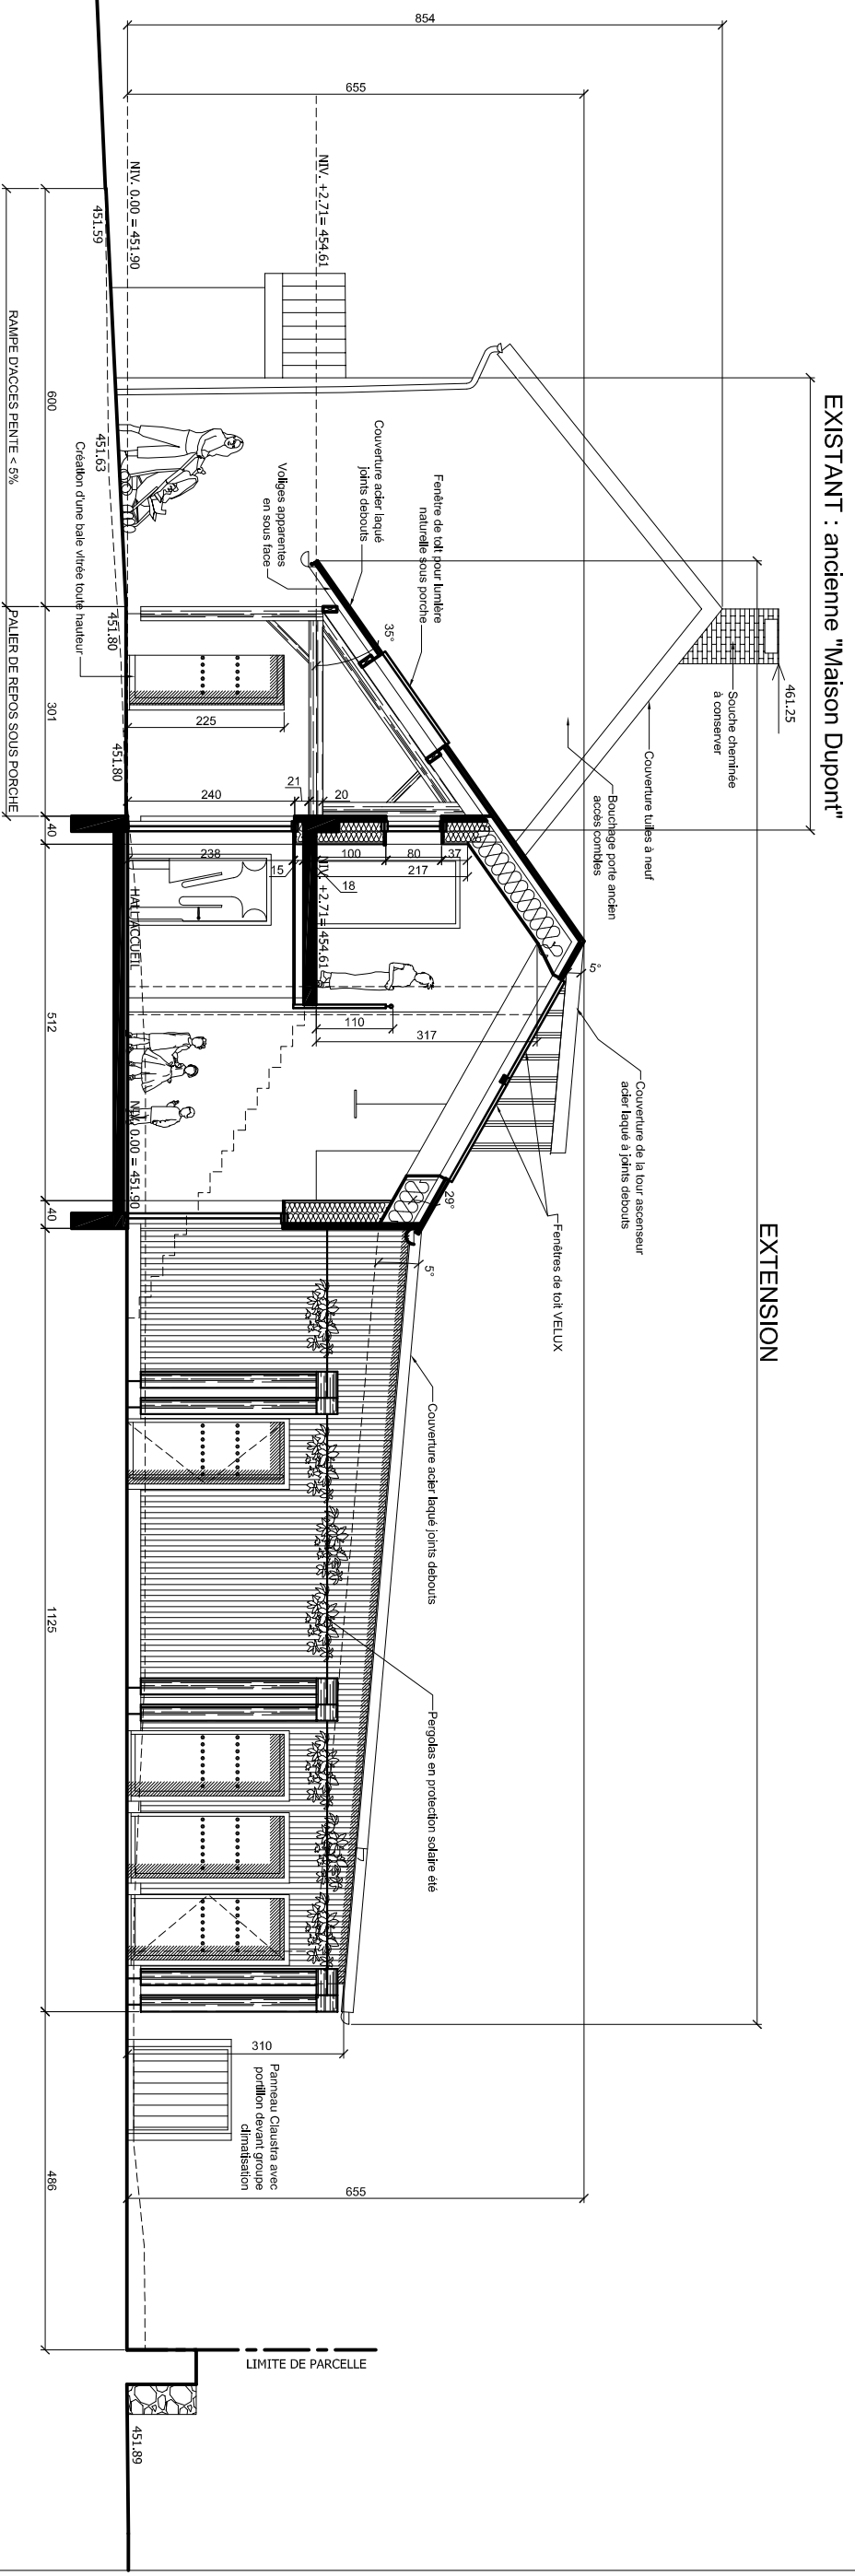 EXISTANT : ancienne "Maison Dupont"
EXTENSION
854
655
461.25
Souche cheminée
à conserver
Couverture tuiles à neuf
Bouchage porte ancien
accès combles
Couverture de la tour ascenseur
acier laqué à joints debouts
Fenêtres de toit VELUX
Fenêtre de toit pour lumière
naturelle sous porche
Couverture acier laqué
joints debouts
Voliges apparentes
en sous face
Couverture acier laqué joints debouts
Pergolas en protection solaire été
35°
5°
29°
5°
NIV. +2.71= 454.61
NIV. 0.00 = 451.90
451.59
451.63
451.80
451.80
Création d'une baie vitrée toute hauteur
225
240
21
20
238
15
100
80
37
217
18
NIV. +2.71= 454.61
110
317
HALL ACCUEIL
NIV. 0.00 = 451.90
310
Panneau Claustra avec
portillon devant groupe
climatisation
655
LIMITE DE PARCELLE
451.89
600
301
40
512
40
1125
486
RAMPE D'ACCES PENTE < 5%
PALIER DE REPOS SOUS PORCHE